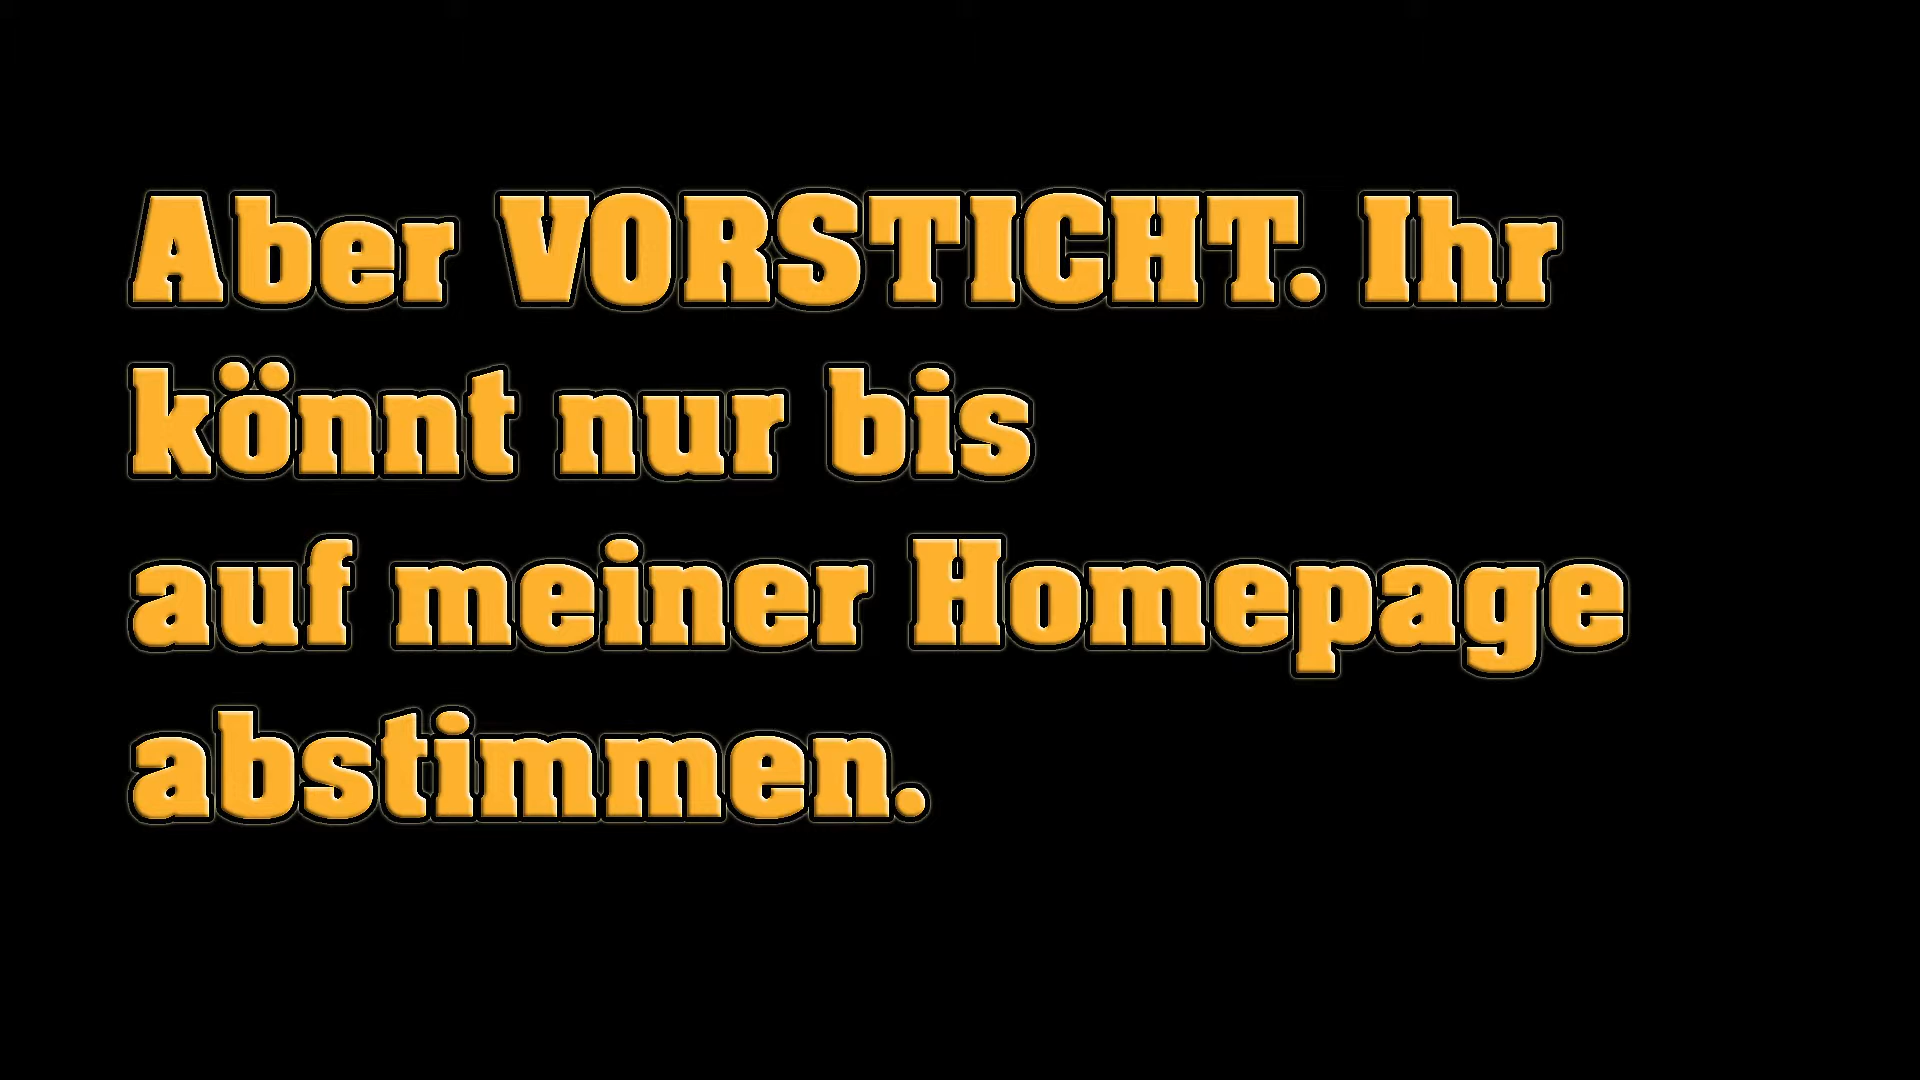 Aber VORSTICHT. Ihr
könnt nur bis
auf meiner Homepage
abstimmen.